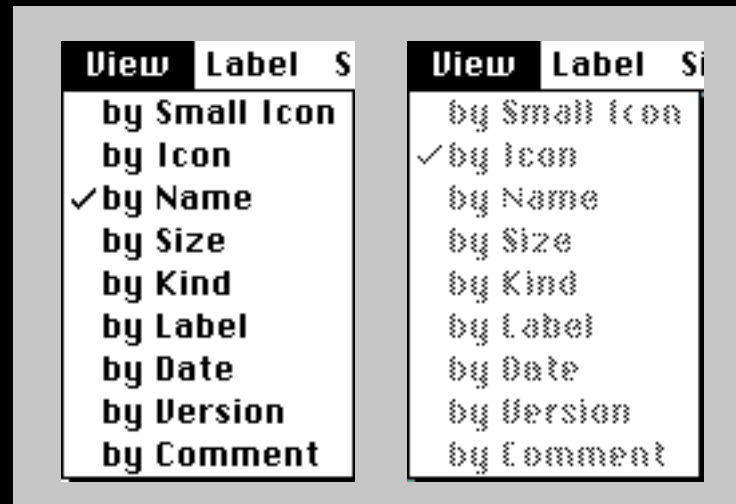 View Label S
by Small Icon
by Icon
✓by Name
by Size
by Kind
by Label
by Date
by Version
by Comment
View Label Si
by Small Icon
✓by Icon
by Name
by Size
by Kind
by Label
by Date
by Version
by Comment